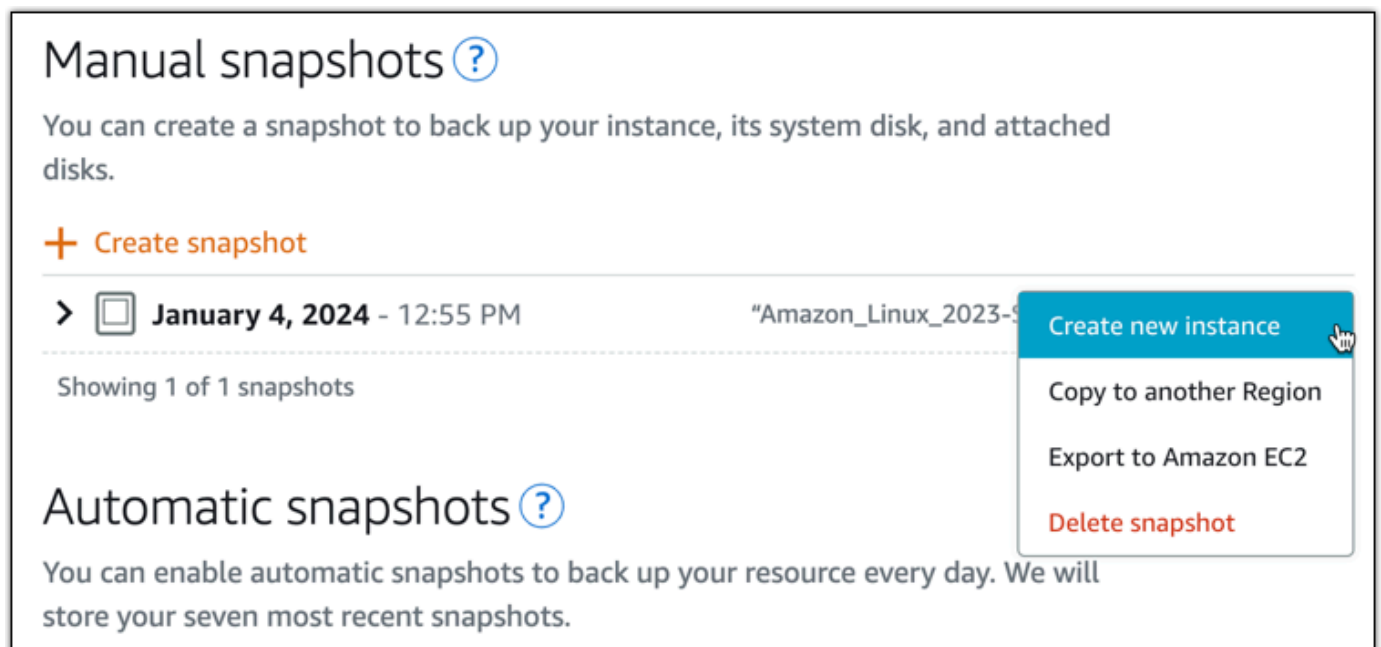 Manual snapshots ?
You can create a snapshot to back up your instance, its system disk, and attached
disks.
+ Create snapshot
January 4, 2024 - 12:55 PM
“Amazon_Linux_2023-
Create new instance
Copy to another Region
Export to Amazon EC2
Delete snapshot
Showing 1 of 1 snapshots
Automatic snapshots ?
You can enable automatic snapshots to back up your resource every day. We will
store your seven most recent snapshots.